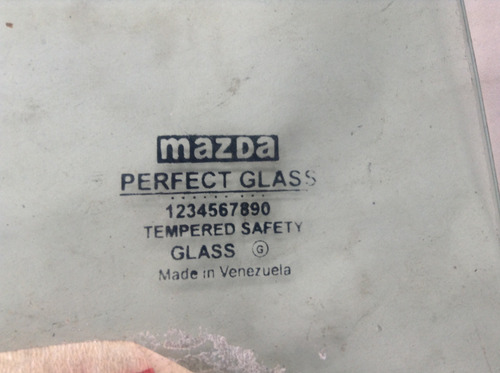 mazda
PERFECT GLASS
1234567890
TEMPERED SAFETY
GLASS G
Made in Venezuela